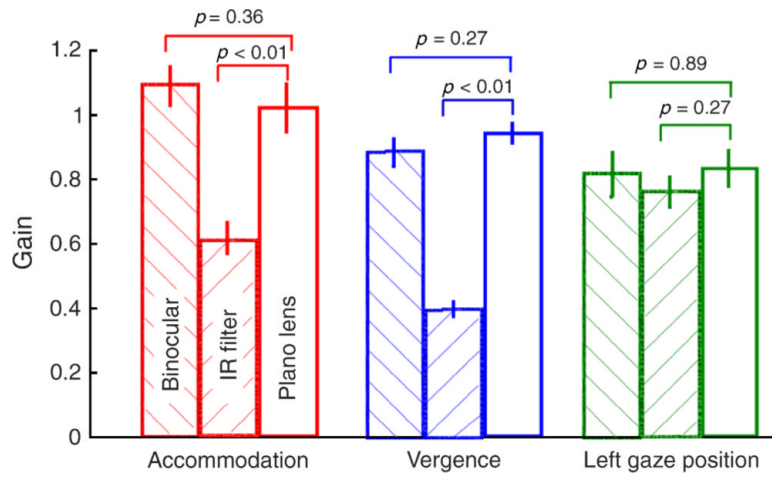 p = 0.36
p < 0.01
p = 0.27
p < 0.01
p = 0.89
p = 0.27
1.2
1
0.8
0.6
0.4
0.2
0
Gain
Binocular
IR filter
Plano lens
Accommodation
Vergence
Left gaze position